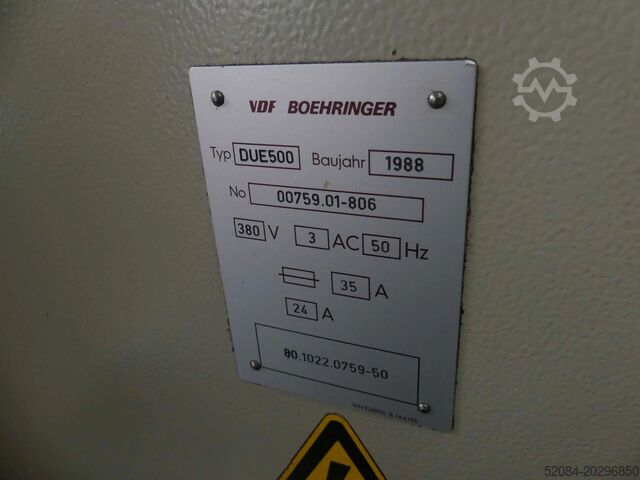 VDF BOEHRINGER
Typ DUE500 Baujahr 1988
No 00759.01-806
380 V 3 AC 50 Hz
35 A
24 A
80.1022.0759-50
52084-20296850